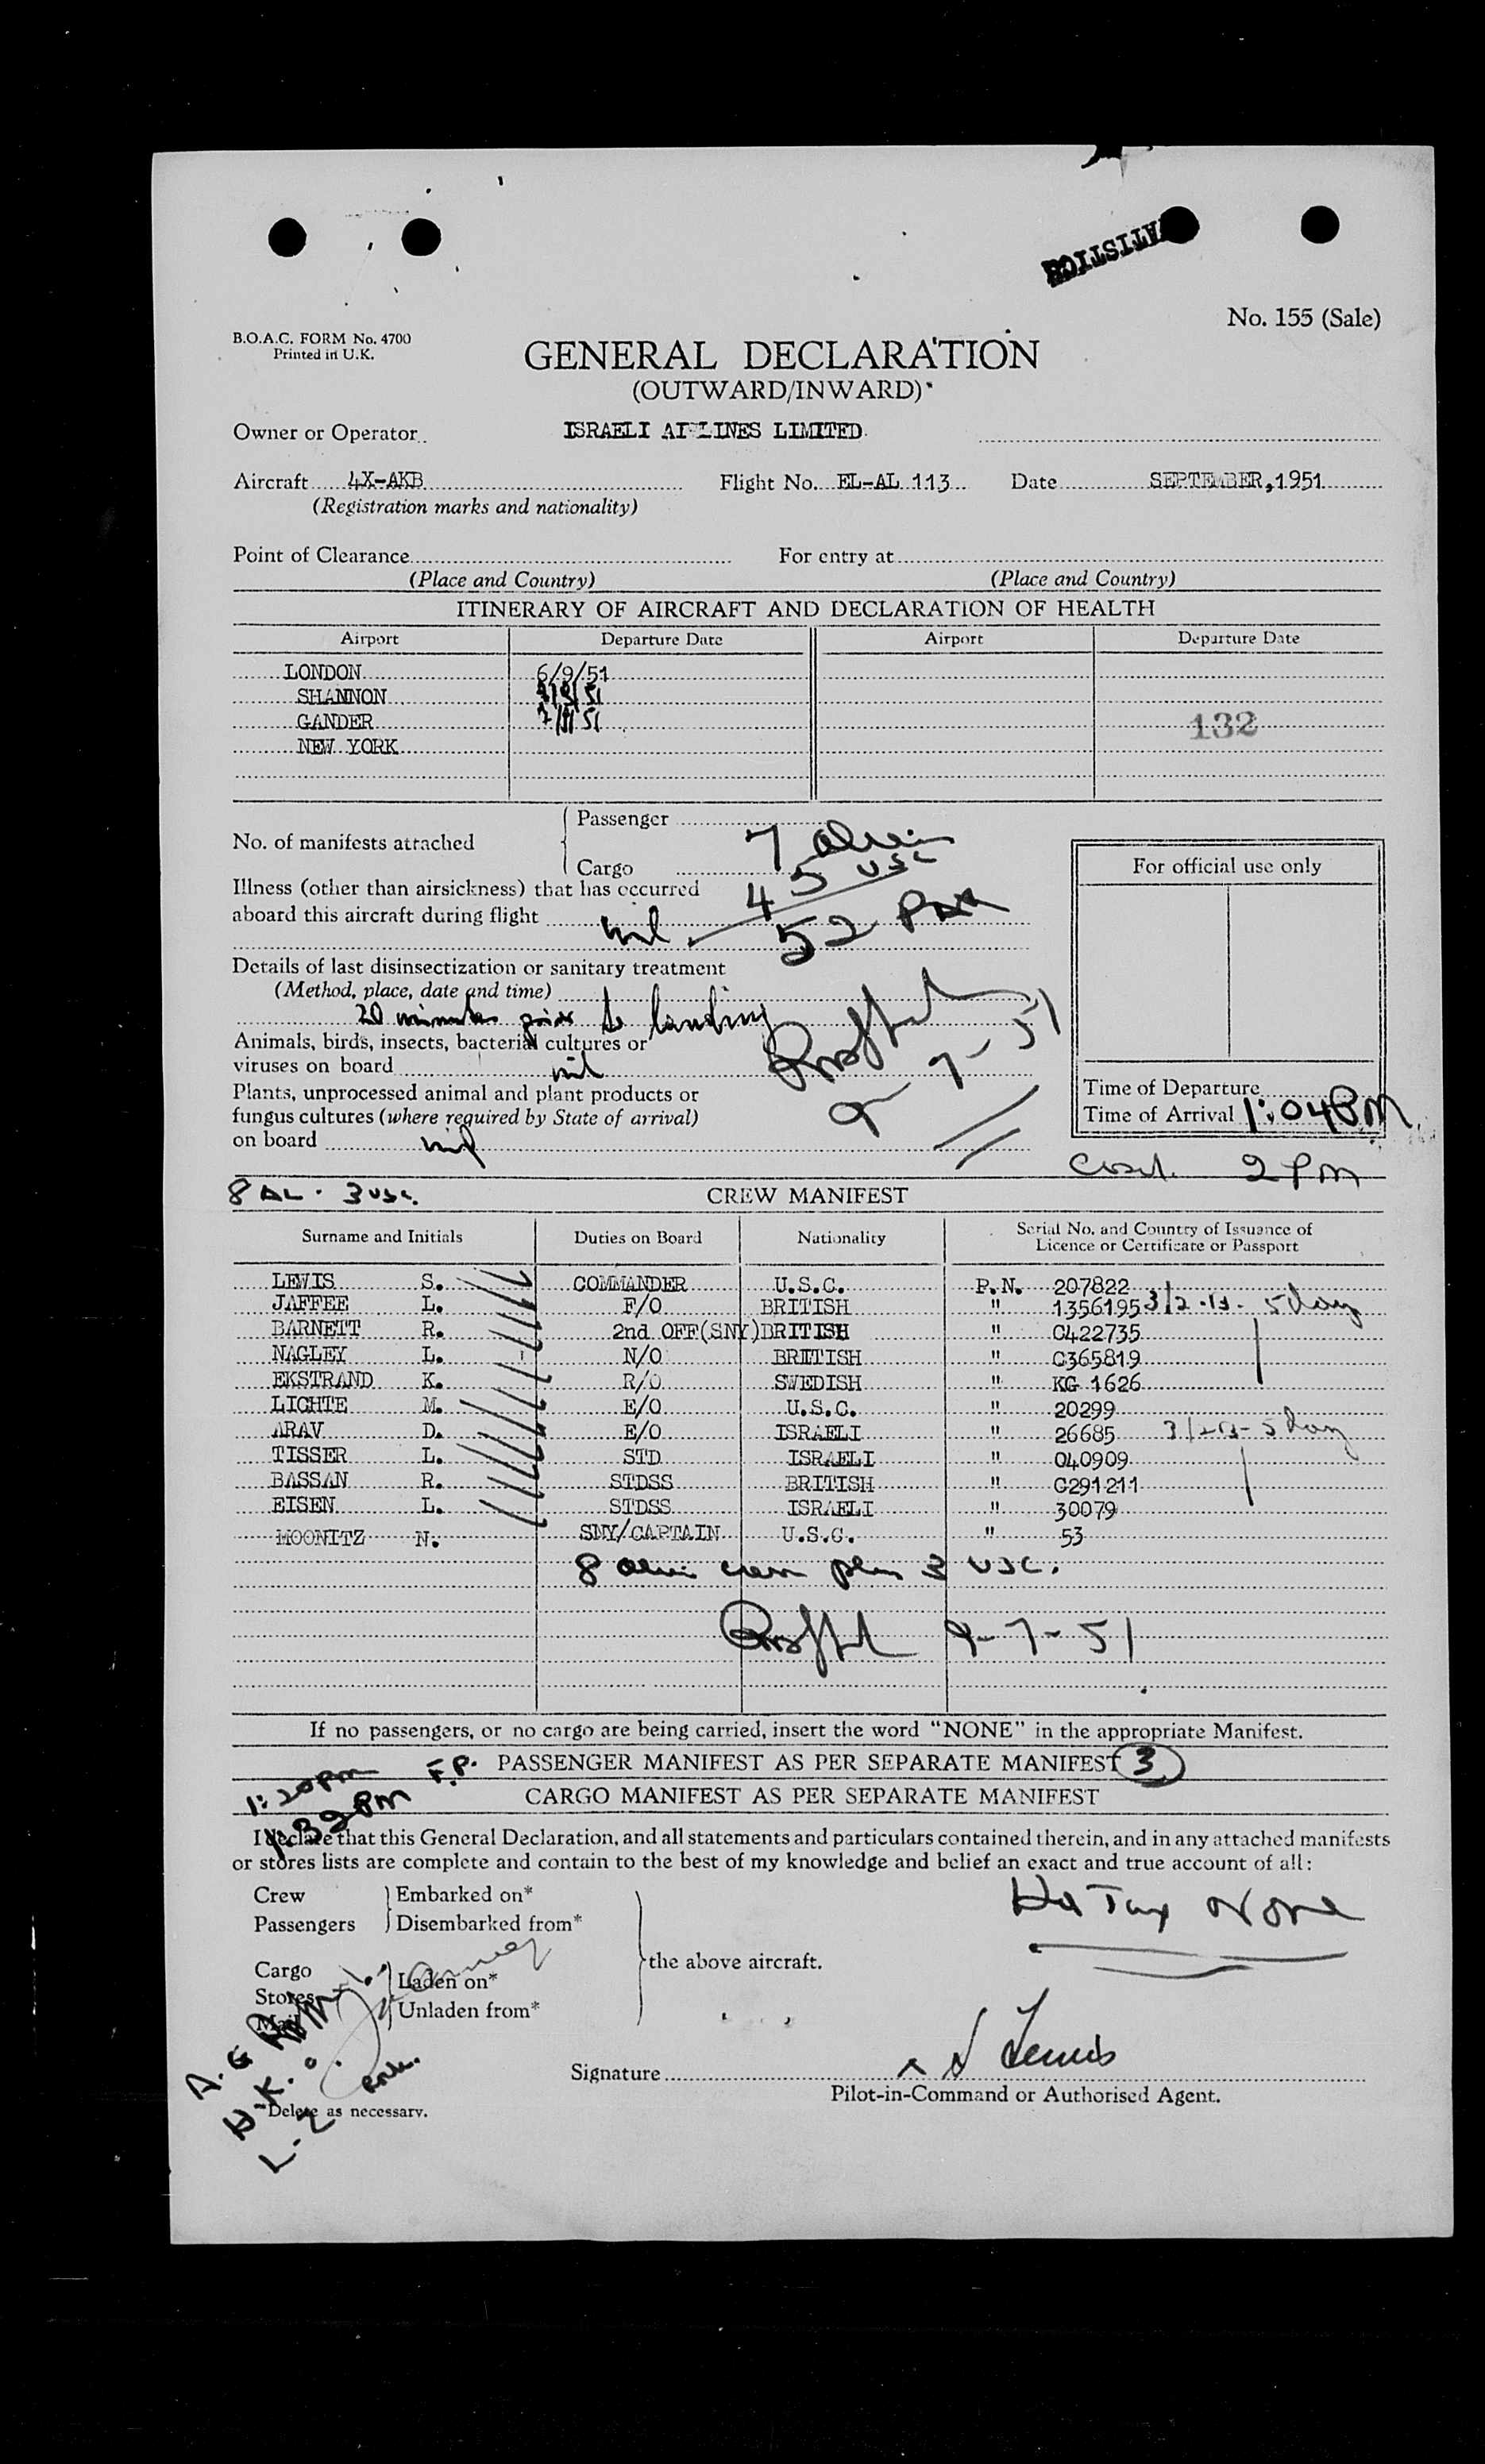 No. 155 (Sale)
B.O.A.C. FORM No. 4700
Printed in U.K.
GENERAL DECLARATION
(OUTWARD/INWARD)*
Owner or Operator ISRAELI AI LINES LIMITED
Aircraft 4X-AKB Flight No. EL-AL 113 Date SEPTEMBER, 1951
(Registration marks and nationality)
Point of Clearance For entry at
(Place and Country) (Place and Country)
ITINERARY OF AIRCRAFT AND DECLARATION OF HEALTH
Airport Departure Date Airport Departure Date
LONDON 6/9/51
SHANNON
GANDER 132
NEW YORK
Passenger
No. of manifests attached
Cargo
7
45 USC
52
Illness (other than airsickness) that has occurred
aboard this aircraft during flight nil
Details of last disinsectization or sanitary treatment
(Method, place, date and time)
20 minutes prior to landing
9-7-51
Animals, birds, insects, bacterial cultures or
viruses on board nil
Plants, unprocessed animal and plant products or
fungus cultures (where required by State of arrival)
on board nil
For official use only
Time of Departure
Time of Arrival 1:04PM
2 PM
8 AL. 3 USC.
CREW MANIFEST
Surname and Initials Duties on Board Nationality Serial No. and Country of Issuance of
Licence or Certificate or Passport
LEWIS S. COMMANDER U.S.C. P.N. 207822
JAFFEE L. F/O BRITISH " 1356195
BARNETT R. 2nd OFF(SNY) BRITISH " C422735
NAGLEY L. N/O BRITISH " C365819
EKSTRAND K. R/O SWEDISH " KG 1626
LICHTE M. E/O U.S.C. " 20299
ARAV D. E/O ISRAELI " 26685
TISSER L. STD ISRAELI " 040909
BASSAN R. STDSS BRITISH " C291211
EISEN L. STDSS ISRAELI " 30079
MOONITZ N. SNY/CAPTAIN U.S.C. " 53
8 alien crew plus 3 USC.
9-7-51
If no passengers, or no cargo are being carried, insert the word "NONE" in the appropriate Manifest.
F.P. PASSENGER MANIFEST AS PER SEPARATE MANIFEST 3
1:20PM
CARGO MANIFEST AS PER SEPARATE MANIFEST
1:32PM
I declare that this General Declaration, and all statements and particulars contained therein, and in any attached manifests
or stores lists are complete and contain to the best of my knowledge and belief an exact and true account of all:
Crew Embarked on*
Passengers Disembarked from*
the above aircraft.
Cargo Laden on*
Stores
Mail Unladen from*
Hd Tax None
Signature S Lewis
Pilot-in-Command or Authorised Agent.
Delete as necessary.